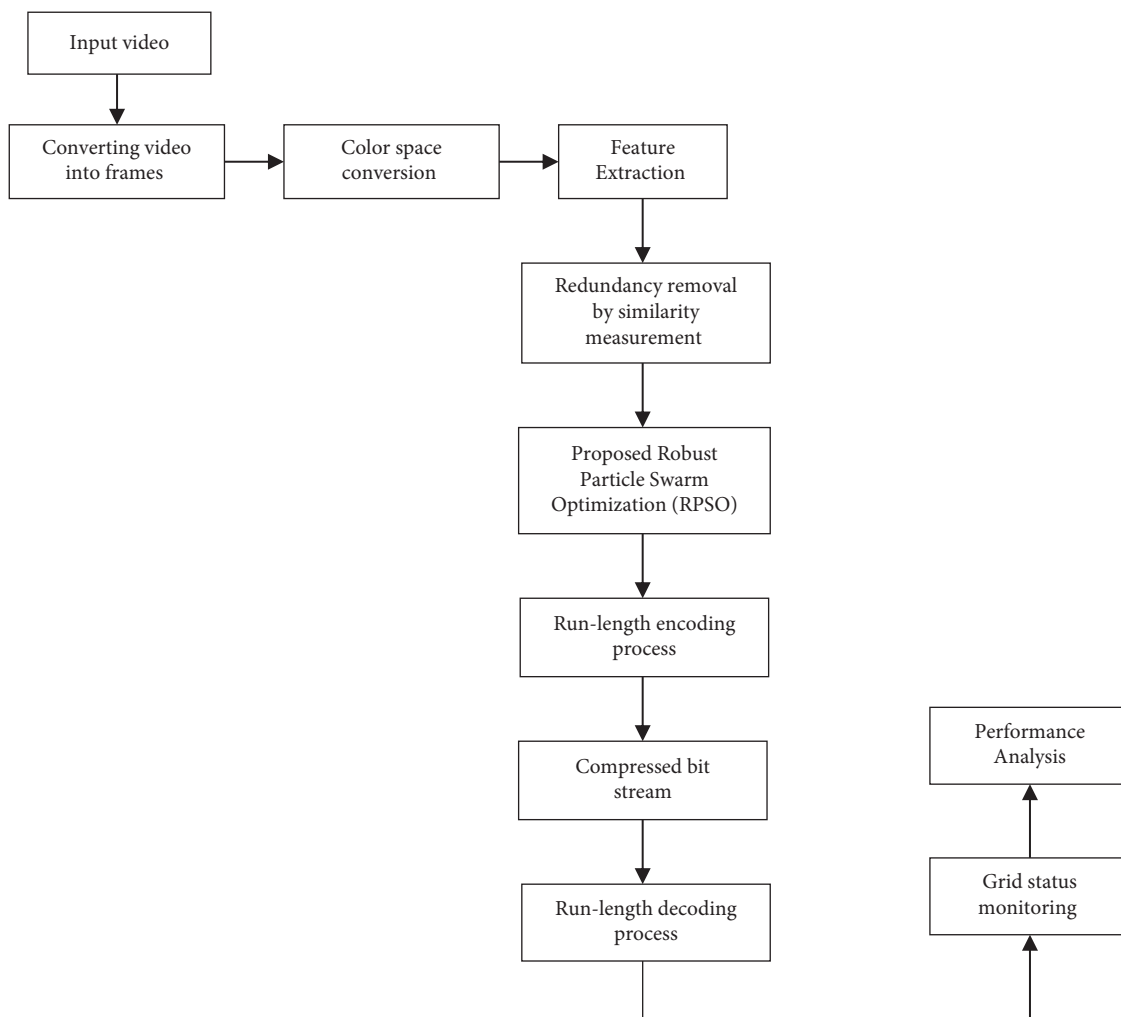 Input video
Converting video
into frames
Color space
conversion
Feature
Extraction
Redundancy removal
by similarity
measurement
Proposed Robust
Particle Swarm
Optimization (RPSO)
Run-length encoding
process
Compressed bit
stream
Run-length decoding
process
Grid status
monitoring
Performance
Analysis